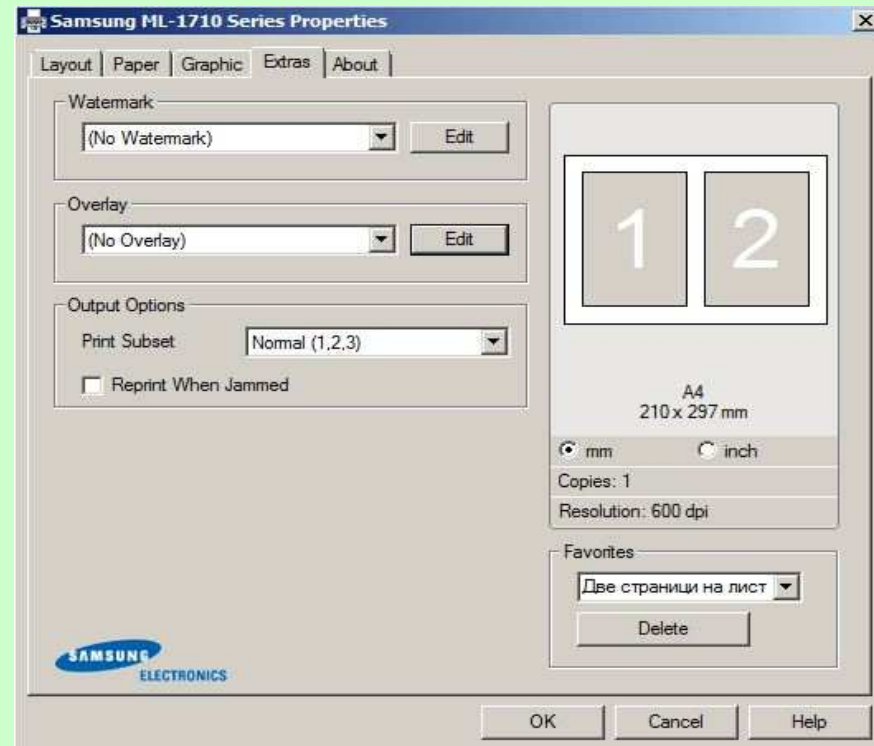 Samsung ML-1710 Series Properties
Layout
Paper
Graphic
Extras
About
Watermark
(No Watermark)
Edit
Overlay
(No Overlay)
Edit
Output Options
Print Subset
Normal (1,2,3)
Reprint When Jammed
1 2
A4
210 x 297 mm
mm
inch
Copies: 1
Resolution: 600 dpi
Favorites
Две страници на лист
Delete
SAMSUNG
ELECTRONICS
OK
Cancel
Help